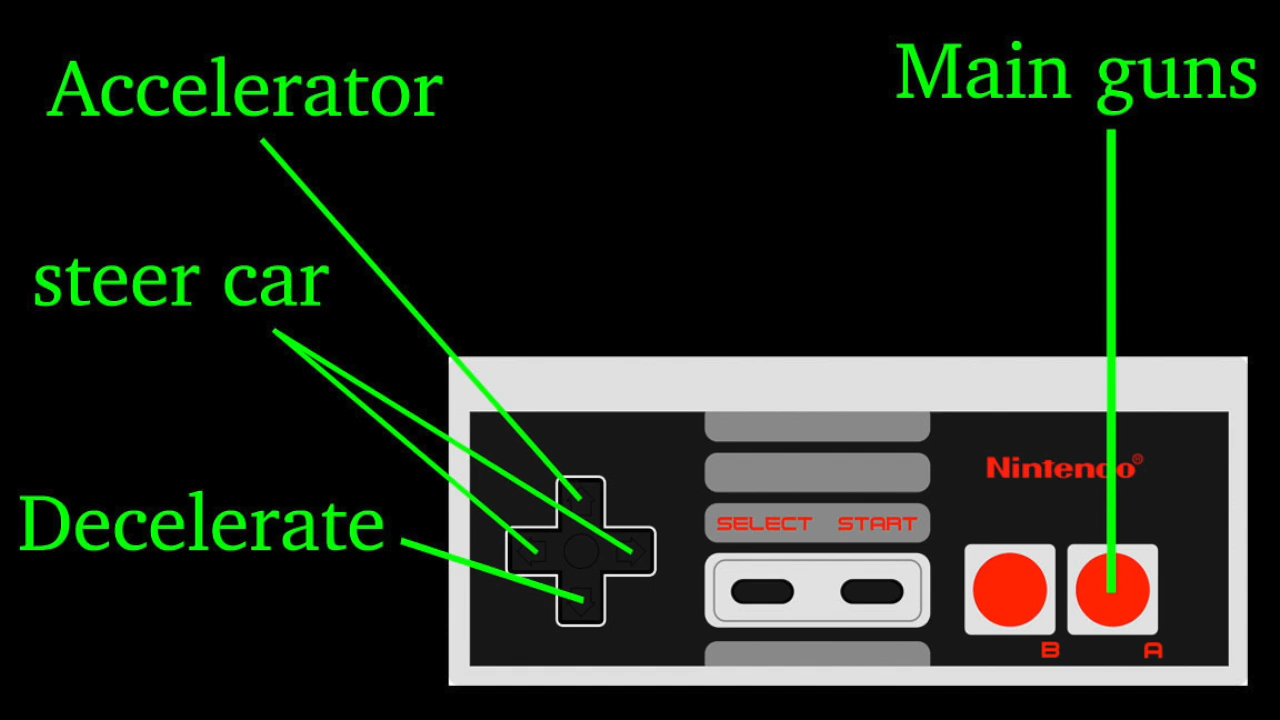 Accelerator
Main guns
steer car
Decelerate
Nintendo®
SELECT START
B A